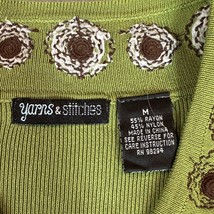 yarns & stitches
M
55% RAYON
45% NYLON
MADE IN CHINA
SEE REVERSE FOR
CARE INSTRUCTION
RN 98294